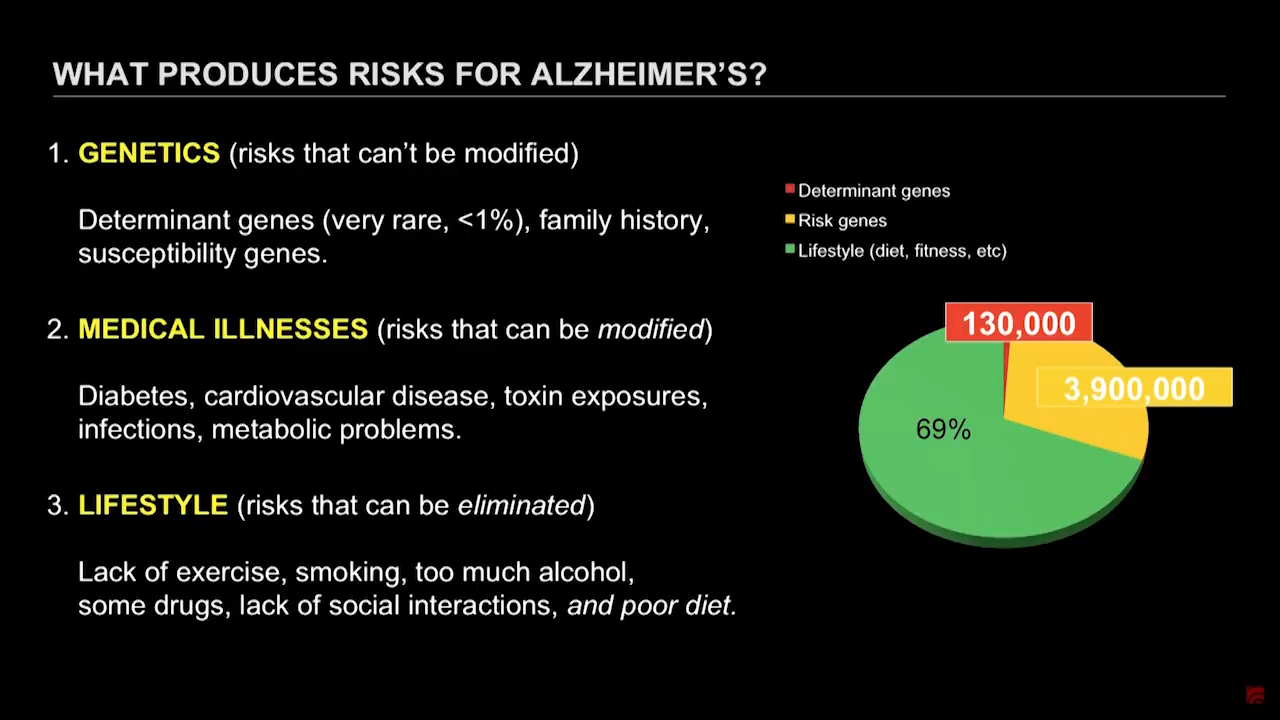 WHAT PRODUCES RISKS FOR ALZHEIMER’S?
1. GENETICS (risks that can’t be modified)
Determinant genes (very rare, <1%), family history,
susceptibility genes.
2. MEDICAL ILLNESSES (risks that can be modified)
Diabetes, cardiovascular disease, toxin exposures,
infections, metabolic problems.
3. LIFESTYLE (risks that can be eliminated)
Lack of exercise, smoking, too much alcohol,
some drugs, lack of social interactions, and poor diet.
Determinant genes
Risk genes
Lifestyle (diet, fitness, etc)
130,000
3,900,000
69%